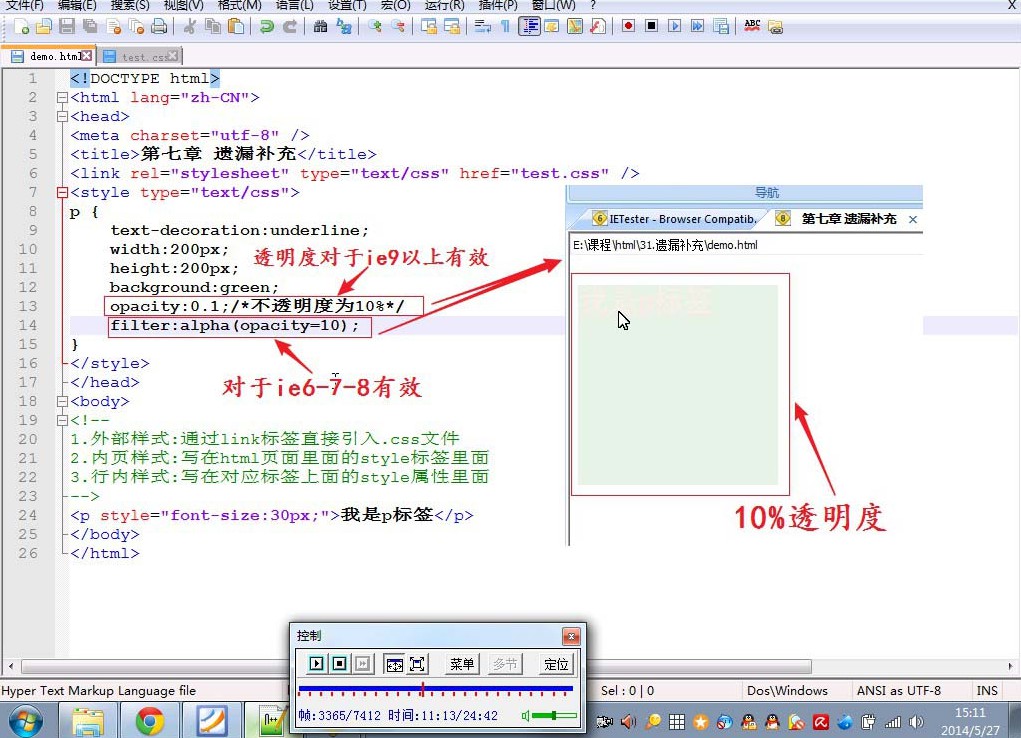 文件(F) 编辑(E) 搜索(S) 视图(V) 格式(M) 语言(L) 设置(T) 宏(O) 运行(R) 插件(P) 窗口(W) ? X
demo.html test.css
1 <!DOCTYPE html>
2 <html lang="zh-CN">
3 <head>
4 <meta charset="utf-8" />
5 <title>第七章 遗漏补充</title>
6 <link rel="stylesheet" type="text/css" href="test.css" />
7 <style type="text/css">
8 p {
9 text-decoration:underline;
10 width:200px;
11 height:200px;
12 background:green;
13 opacity:0.1;/*不透明度为10%*/
14 filter:alpha(opacity=10);
15 }
16 </style>
17 </head>
18 <body>
19 <!--
20 1.外部样式:通过link标签直接引入.css文件
21 2.内页样式:写在html页面里面的style标签里面
22 3.行内样式:写在对应标签上面的style属性里面
23 -->
24 <p style="font-size:30px;">我是p标签</p>
25 </body>
26 </html>
透明度对于ie9以上有效
对于ie6-7-8有效
导航
IETester - Browser Compatib. 第七章 遗漏补充
E:\课程\html\31.遗漏补充\demo.html
我是p标签
10%透明度
控制
菜单 多节 定位
帧:3365/7412 时间:11:13/24:42
Hyper Text Markup Language file Sel : 0 | 0 Dos\Windows ANSI as UTF-8 INS
15:11
2014/5/27